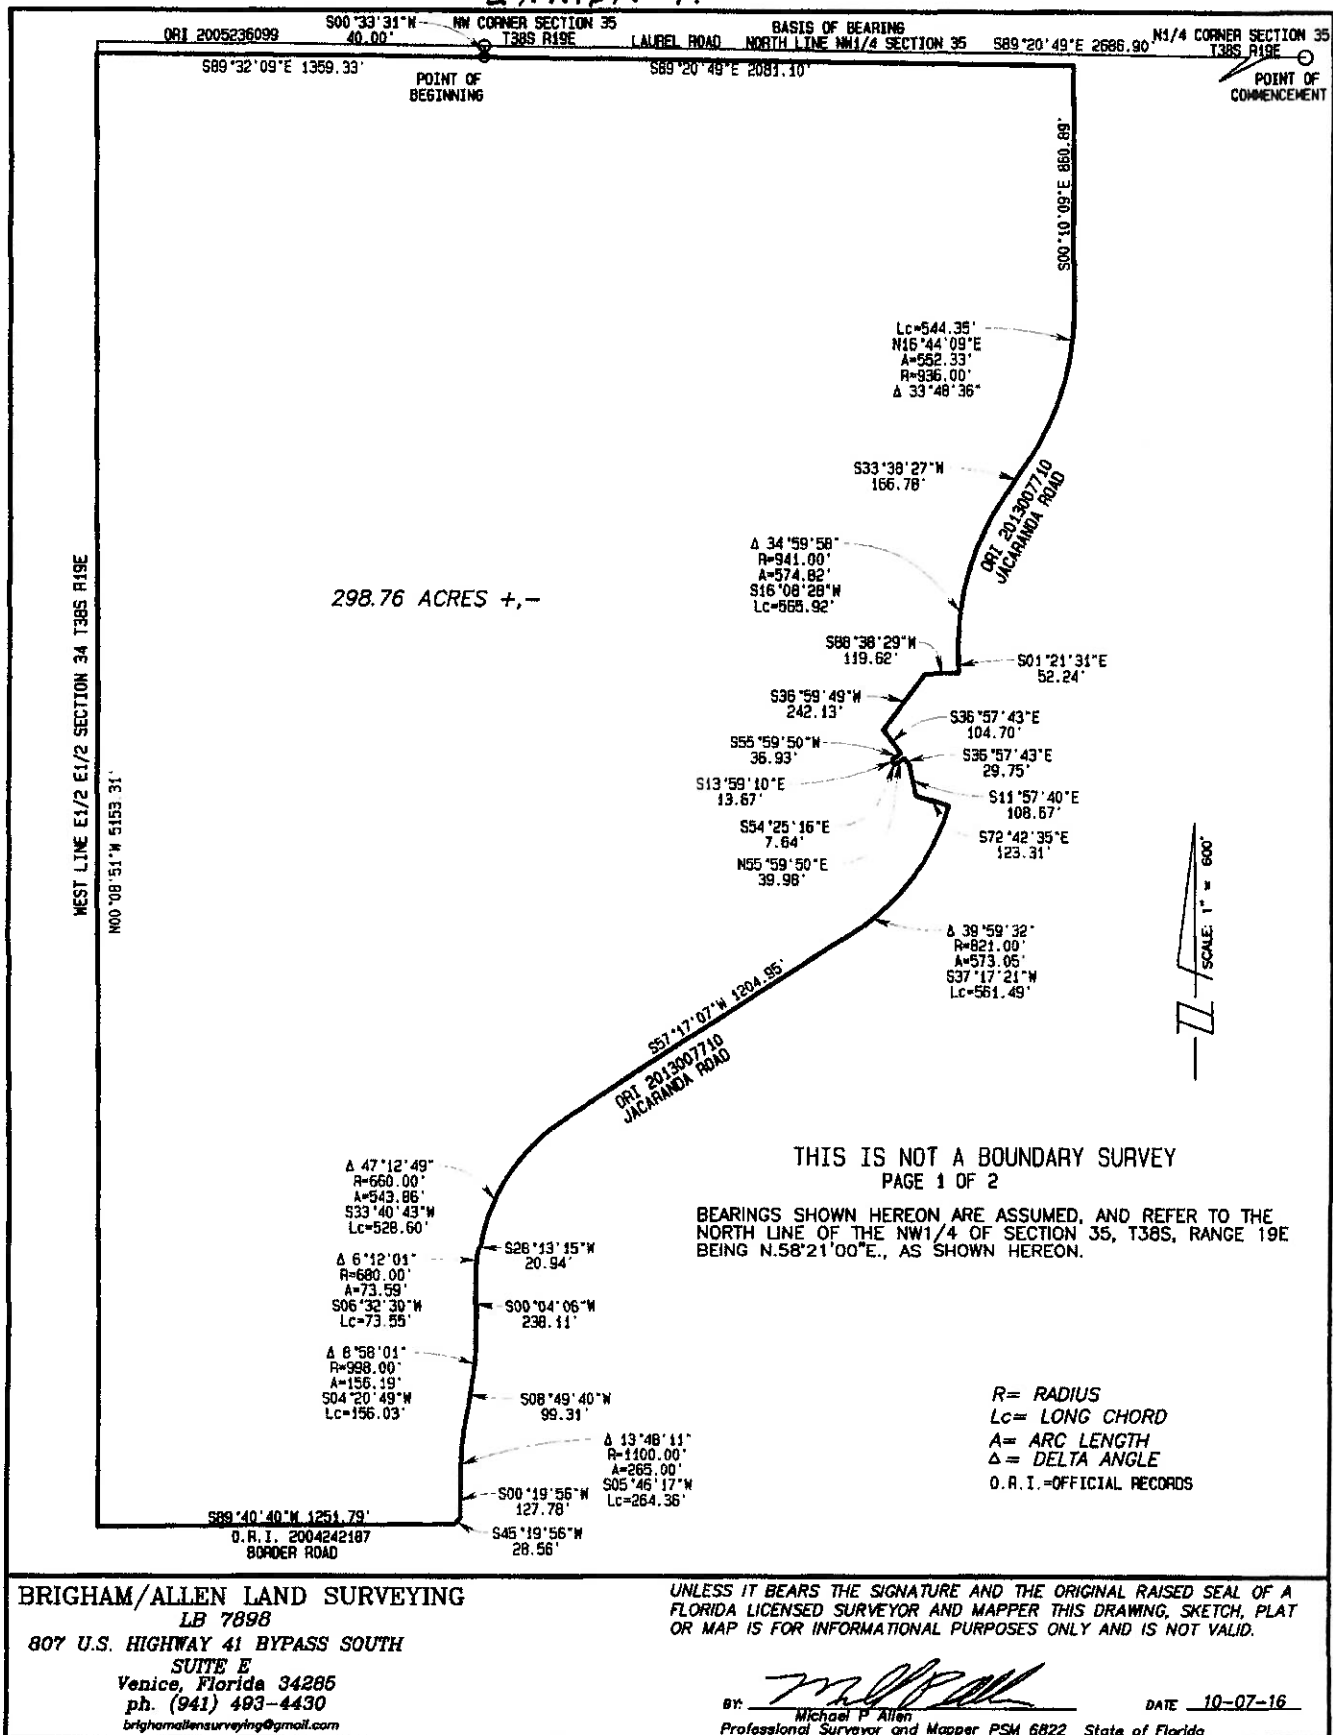 ORI 2005236099
S00°33'31"W
40.00'
NW CORNER SECTION 35
T38S R19E
LAUREL ROAD
BASIS OF BEARING
NORTH LINE NW1/4 SECTION 35
S89°20'49"E 2686.90'
N1/4 CORNER SECTION 35
T38S R19E
S89°32'09"E 1359.33'
POINT OF
BEGINNING
S89°20'49"E 2081.10'
POINT OF
COMMENCEMENT
S00°01'09"E 880.89'
Lc=544.35'
N16°44'09"E
A=552.33'
R=936.00'
Δ 33°48'36"
S33°38'27"W
166.78'
ORI 2013007710
JACARANDA ROAD
Δ 34°59'58"
R=941.00'
A=574.82'
S16°08'28"W
Lc=565.92'
298.76 ACRES +,-
S88°38'29"W
119.62'
S01°21'31"E
52.24'
S36°59'49"W
242.13'
S36°57'43"E
104.70'
S55°59'50"W
36.93'
S36°57'43"E
29.75'
S13°59'10"E
13.67'
S11°57'40"E
108.67'
S54°25'16"E
7.64'
S72°42'35"E
123.31'
N55°59'50"E
39.98'
WEST LINE E1/2 E1/2 SECTION 34 T38S R19E
N00°08'51"W 5153.31'
SCALE: 1" = 600'
Δ 39°59'32"
R=821.00'
A=573.05'
S37°17'21"W
Lc=561.49'
S57°17'07"W 1204.95'
ORI 2013007710
JACARANDA ROAD
THIS IS NOT A BOUNDARY SURVEY
PAGE 1 OF 2
BEARINGS SHOWN HEREON ARE ASSUMED, AND REFER TO THE
NORTH LINE OF THE NW1/4 OF SECTION 35, T38S, RANGE 19E
BEING N.58°21'00"E., AS SHOWN HEREON.
Δ 47°12'49"
R=660.00'
A=543.86'
S33°40'43"W
Lc=528.60'
S26°13'15"W
20.94'
Δ 6°12'01"
R=680.00'
A=73.59'
S06°32'30"W
Lc=73.55'
S00°04'06"W
238.11'
Δ 8°58'01"
R=998.00'
A=156.19'
S04°20'49"W
Lc=156.03'
S08°49'40"W
99.31'
Δ 13°48'11"
R=1100.00'
A=265.00'
S05°46'17"W
Lc=264.36'
S00°19'56"W
127.78'
S45°19'56"W
28.56'
R= RADIUS
Lc= LONG CHORD
A= ARC LENGTH
Δ= DELTA ANGLE
O.R.I.=OFFICIAL RECORDS
S89°40'40"W 1251.79'
O.R.I. 2004242187
BORDER ROAD
BRIGHAM/ALLEN LAND SURVEYING
LB 7898
807 U.S. HIGHWAY 41 BYPASS SOUTH
SUITE E
Venice, Florida 34285
ph. (941) 493-4430
brighamallensurveying@gmail.com
UNLESS IT BEARS THE SIGNATURE AND THE ORIGINAL RAISED SEAL OF A
FLORIDA LICENSED SURVEYOR AND MAPPER THIS DRAWING, SKETCH, PLAT
OR MAP IS FOR INFORMATIONAL PURPOSES ONLY AND IS NOT VALID.
BY:
DATE 10-07-16
Michael P Allen
Professional Surveyor and Mapper PSM 6822 State of Florida